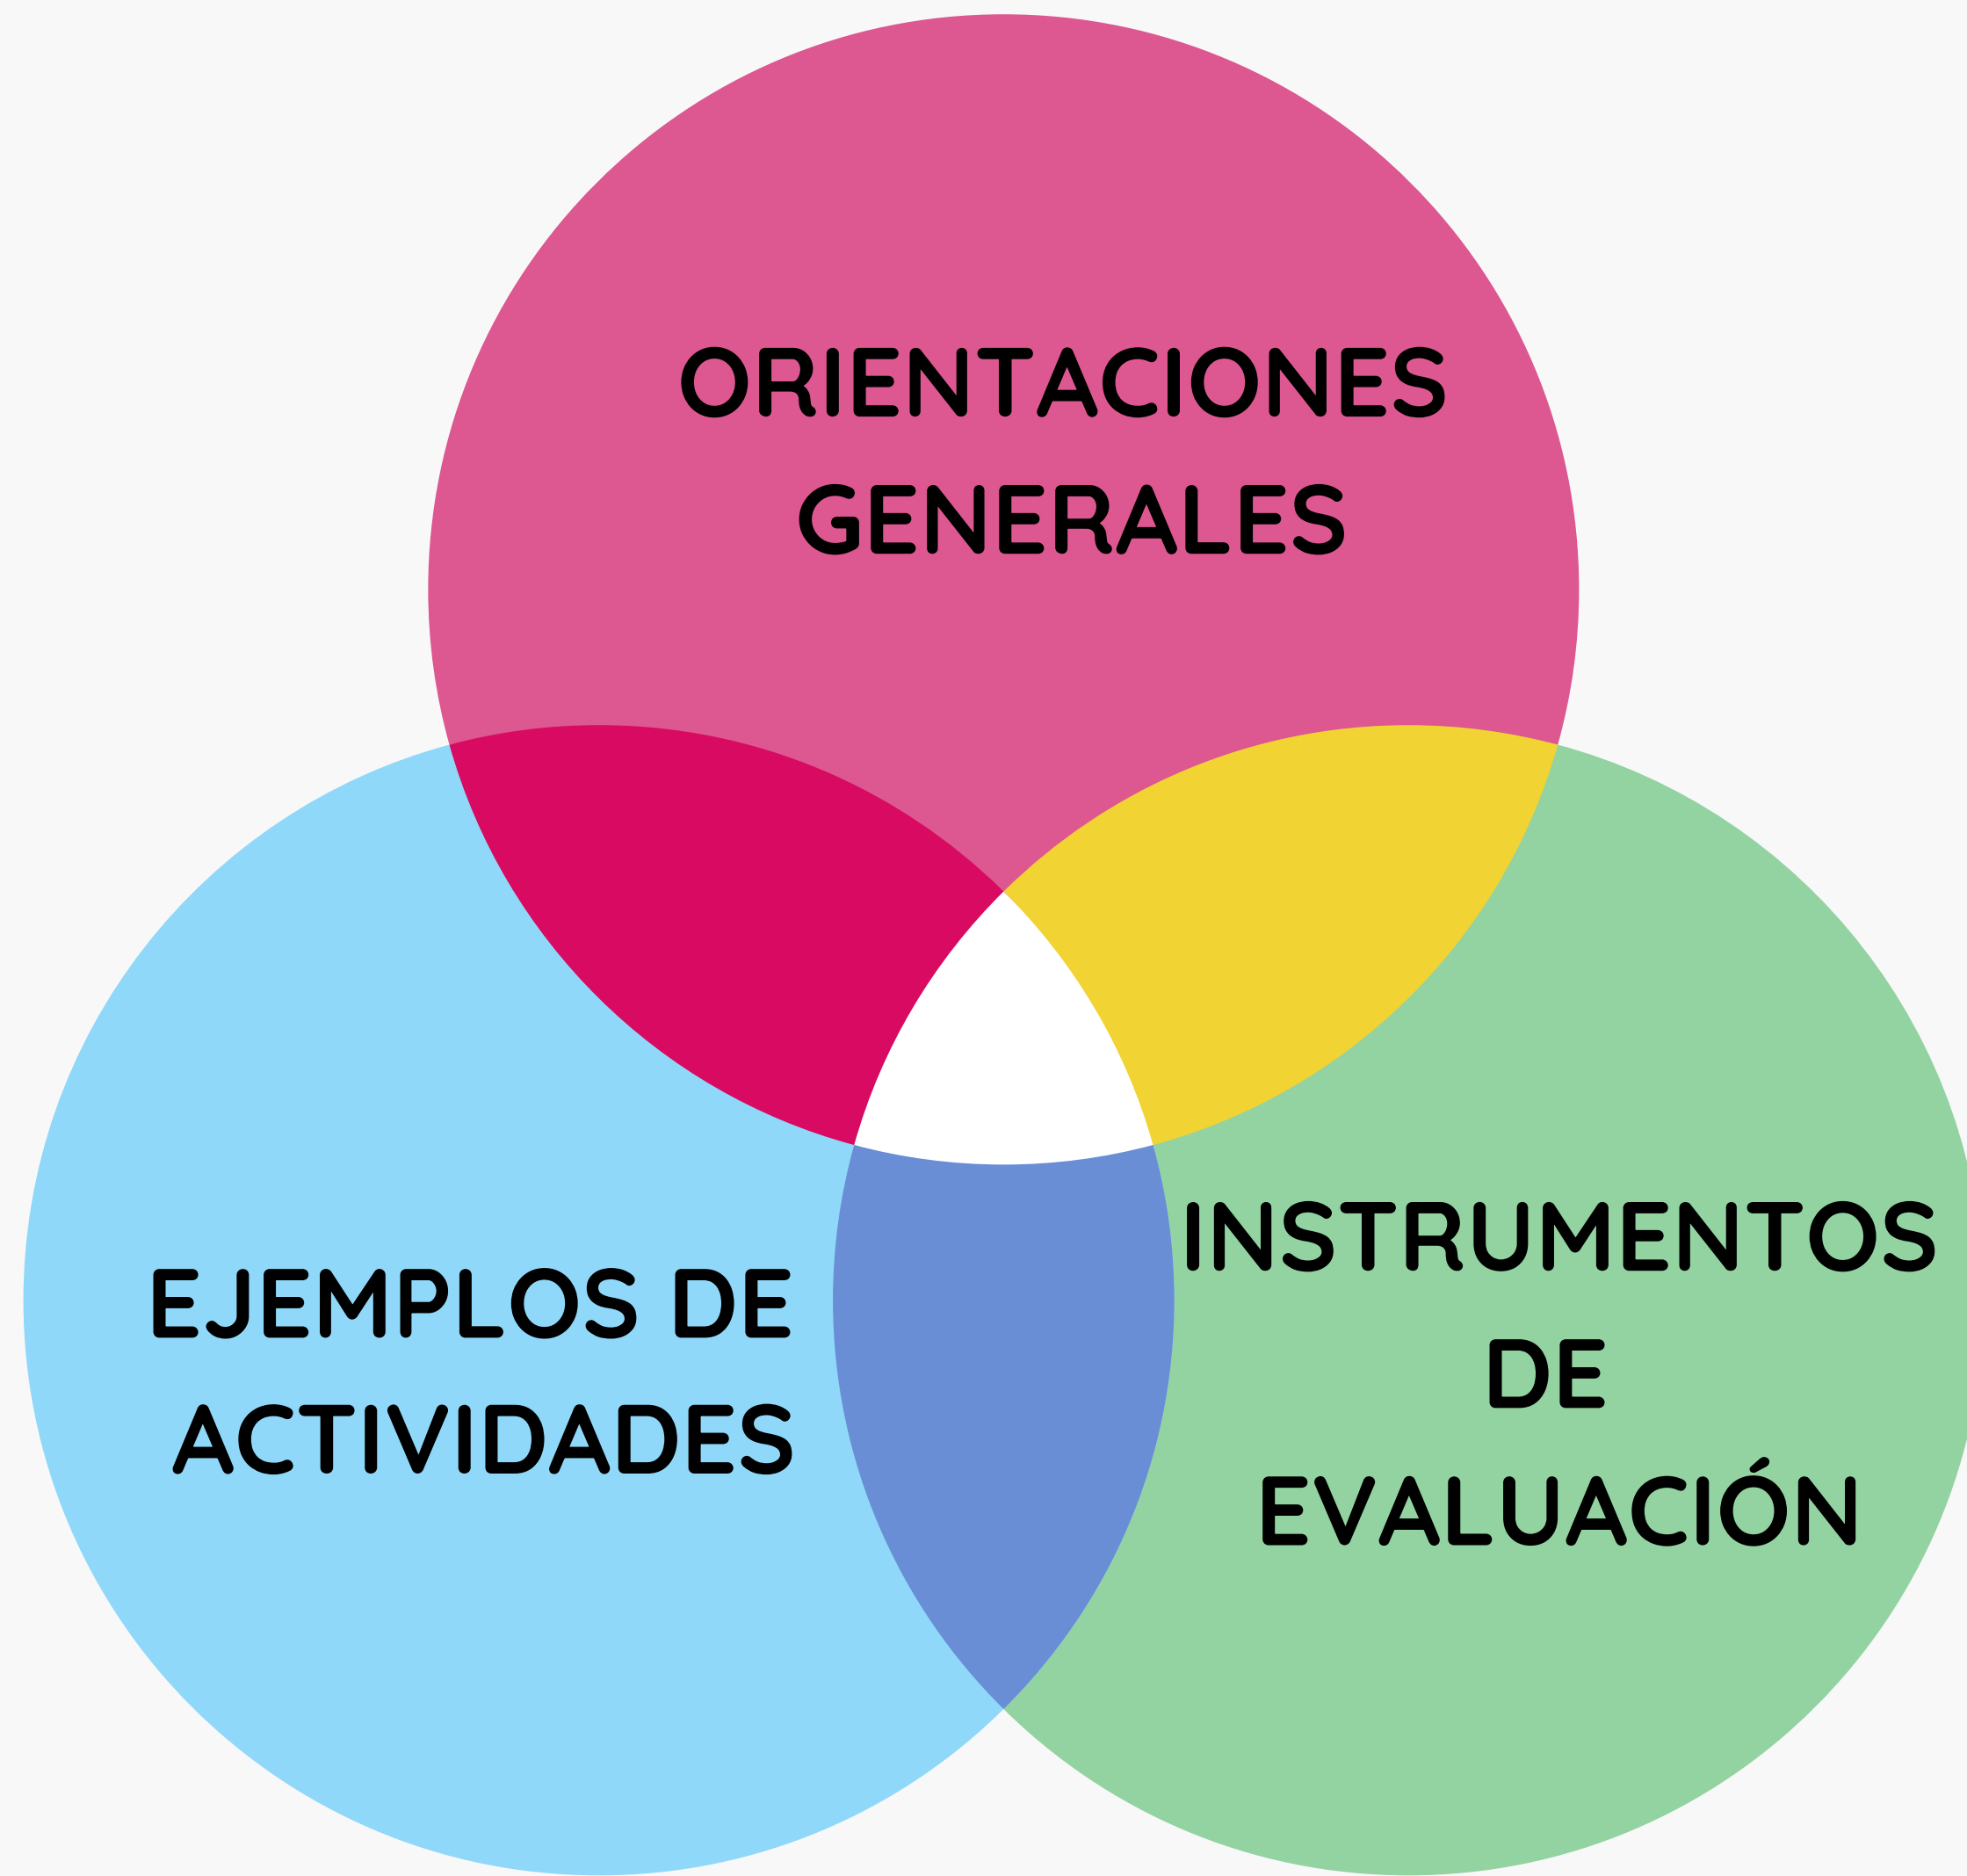 ORIENTACIONES
GENERALES
EJEMPLOS DE
ACTIVIDADES
INSTRUMENTOS
DE
EVALUACIÓN